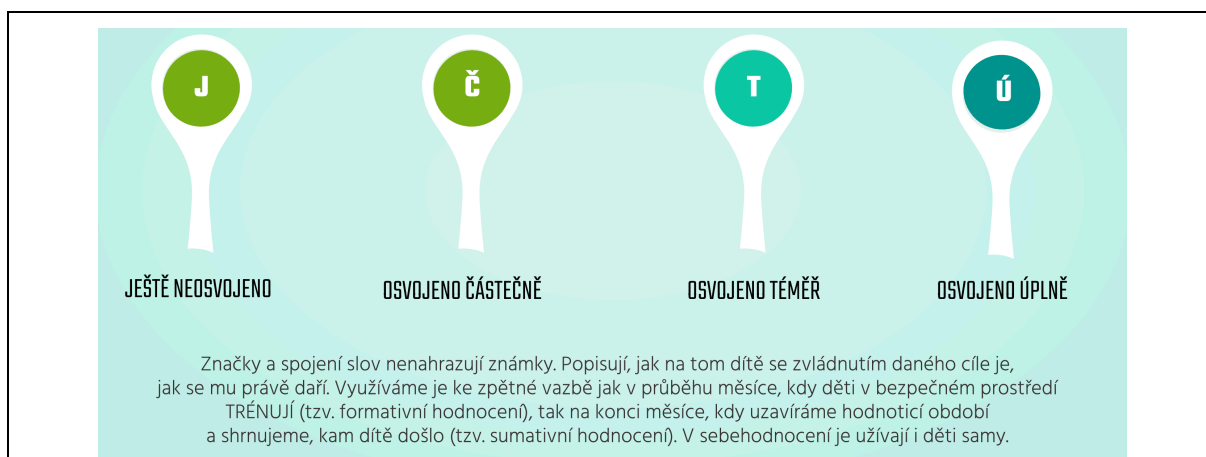 J Č T Ú
JEŠTĚ NEOSVOJENO OSVOJENO ČÁSTEČNĚ OSVOJENO TÉMĚŘ OSVOJENO ÚPLNĚ
Značky a spojení slov nenahrazují známky. Popisují, jak na tom dítě se zvládnutím daného cíle je,
jak se mu právě daří. Využíváme je ke zpětné vazbě jak v průběhu měsíce, kdy děti v bezpečném prostředí
TRÉNUJÍ (tzv. formativní hodnocení), tak na konci měsíce, kdy uzavíráme hodnoticí období
a shrnujeme, kam dítě došlo (tzv. sumativní hodnocení). V sebehodnocení je užívají i děti samy.